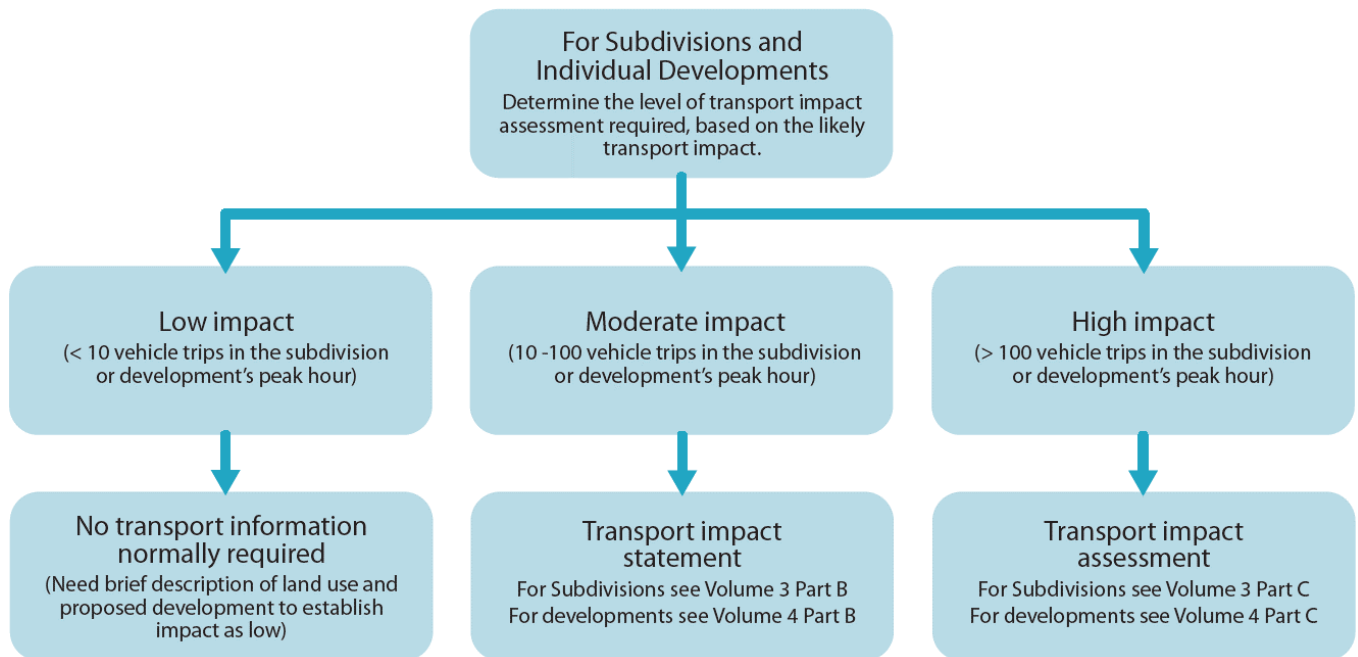 For Subdivisions and
Individual Developments
Determine the level of transport impact
assessment required, based on the likely
transport impact.
Low impact
(< 10 vehicle trips in the subdivision
or development's peak hour)
Moderate impact
(10 -100 vehicle trips in the subdivision
or development's peak hour)
High impact
(> 100 vehicle trips in the subdivision
or development's peak hour)
No transport information
normally required
(Need brief description of land use and
proposed development to establish
impact as low)
Transport impact
statement
For Subdivisions see Volume 3 Part B
For developments see Volume 4 Part B
Transport impact
assessment
For Subdivisions see Volume 3 Part C
For developments see Volume 4 Part C